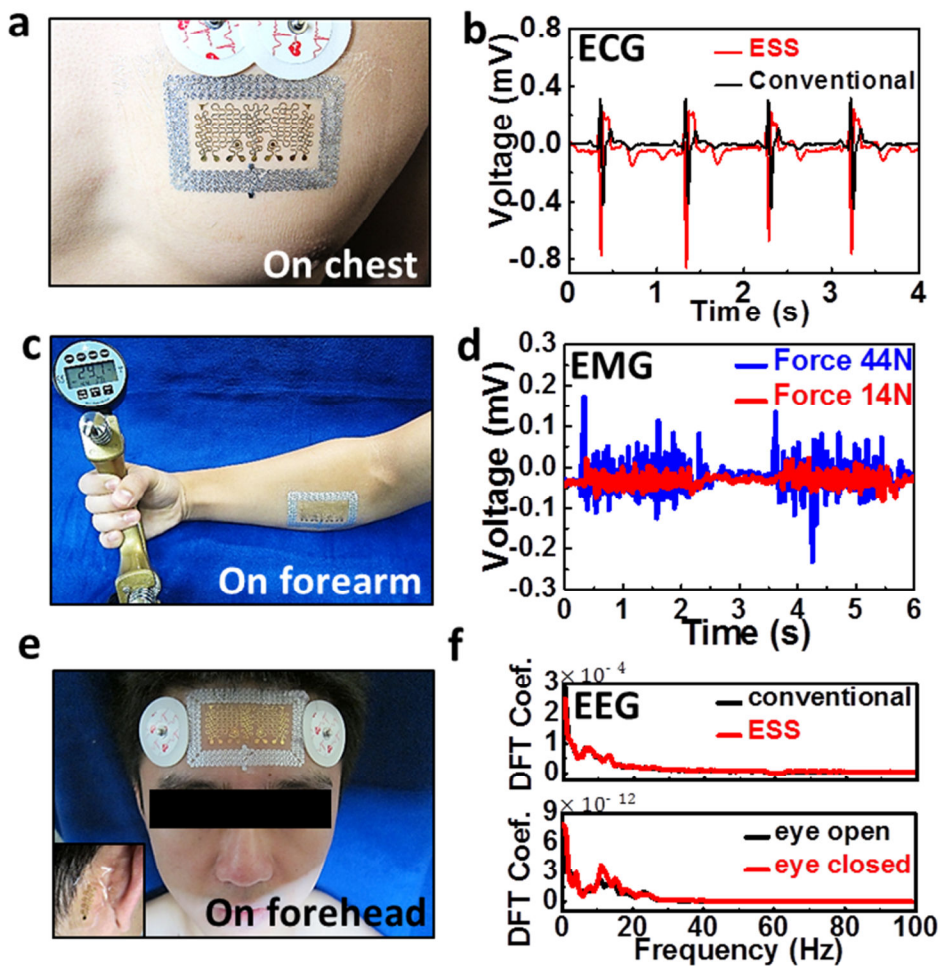 a
On chest
b
ECG
ESS
Conventional
Voltage (mV)
0.8
0.4
0.0
-0.4
-0.8
0 1 2 3 4
Time (s)
c
On forearm
d
EMG
Force 44N
Force 14N
Voltage (mV)
0.3
0.2
0.1
0.0
-0.1
-0.2
-0.3
0 1 2 3 4 5 6
Time (s)
e
On forehead
f
×10⁻⁴
EEG
conventional
ESS
DFT Coef.
3
2
1
0
×10⁻¹²
eye open
eye closed
DFT Coef.
9
6
3
0
0 20 40 60 80 100
Frequency (Hz)